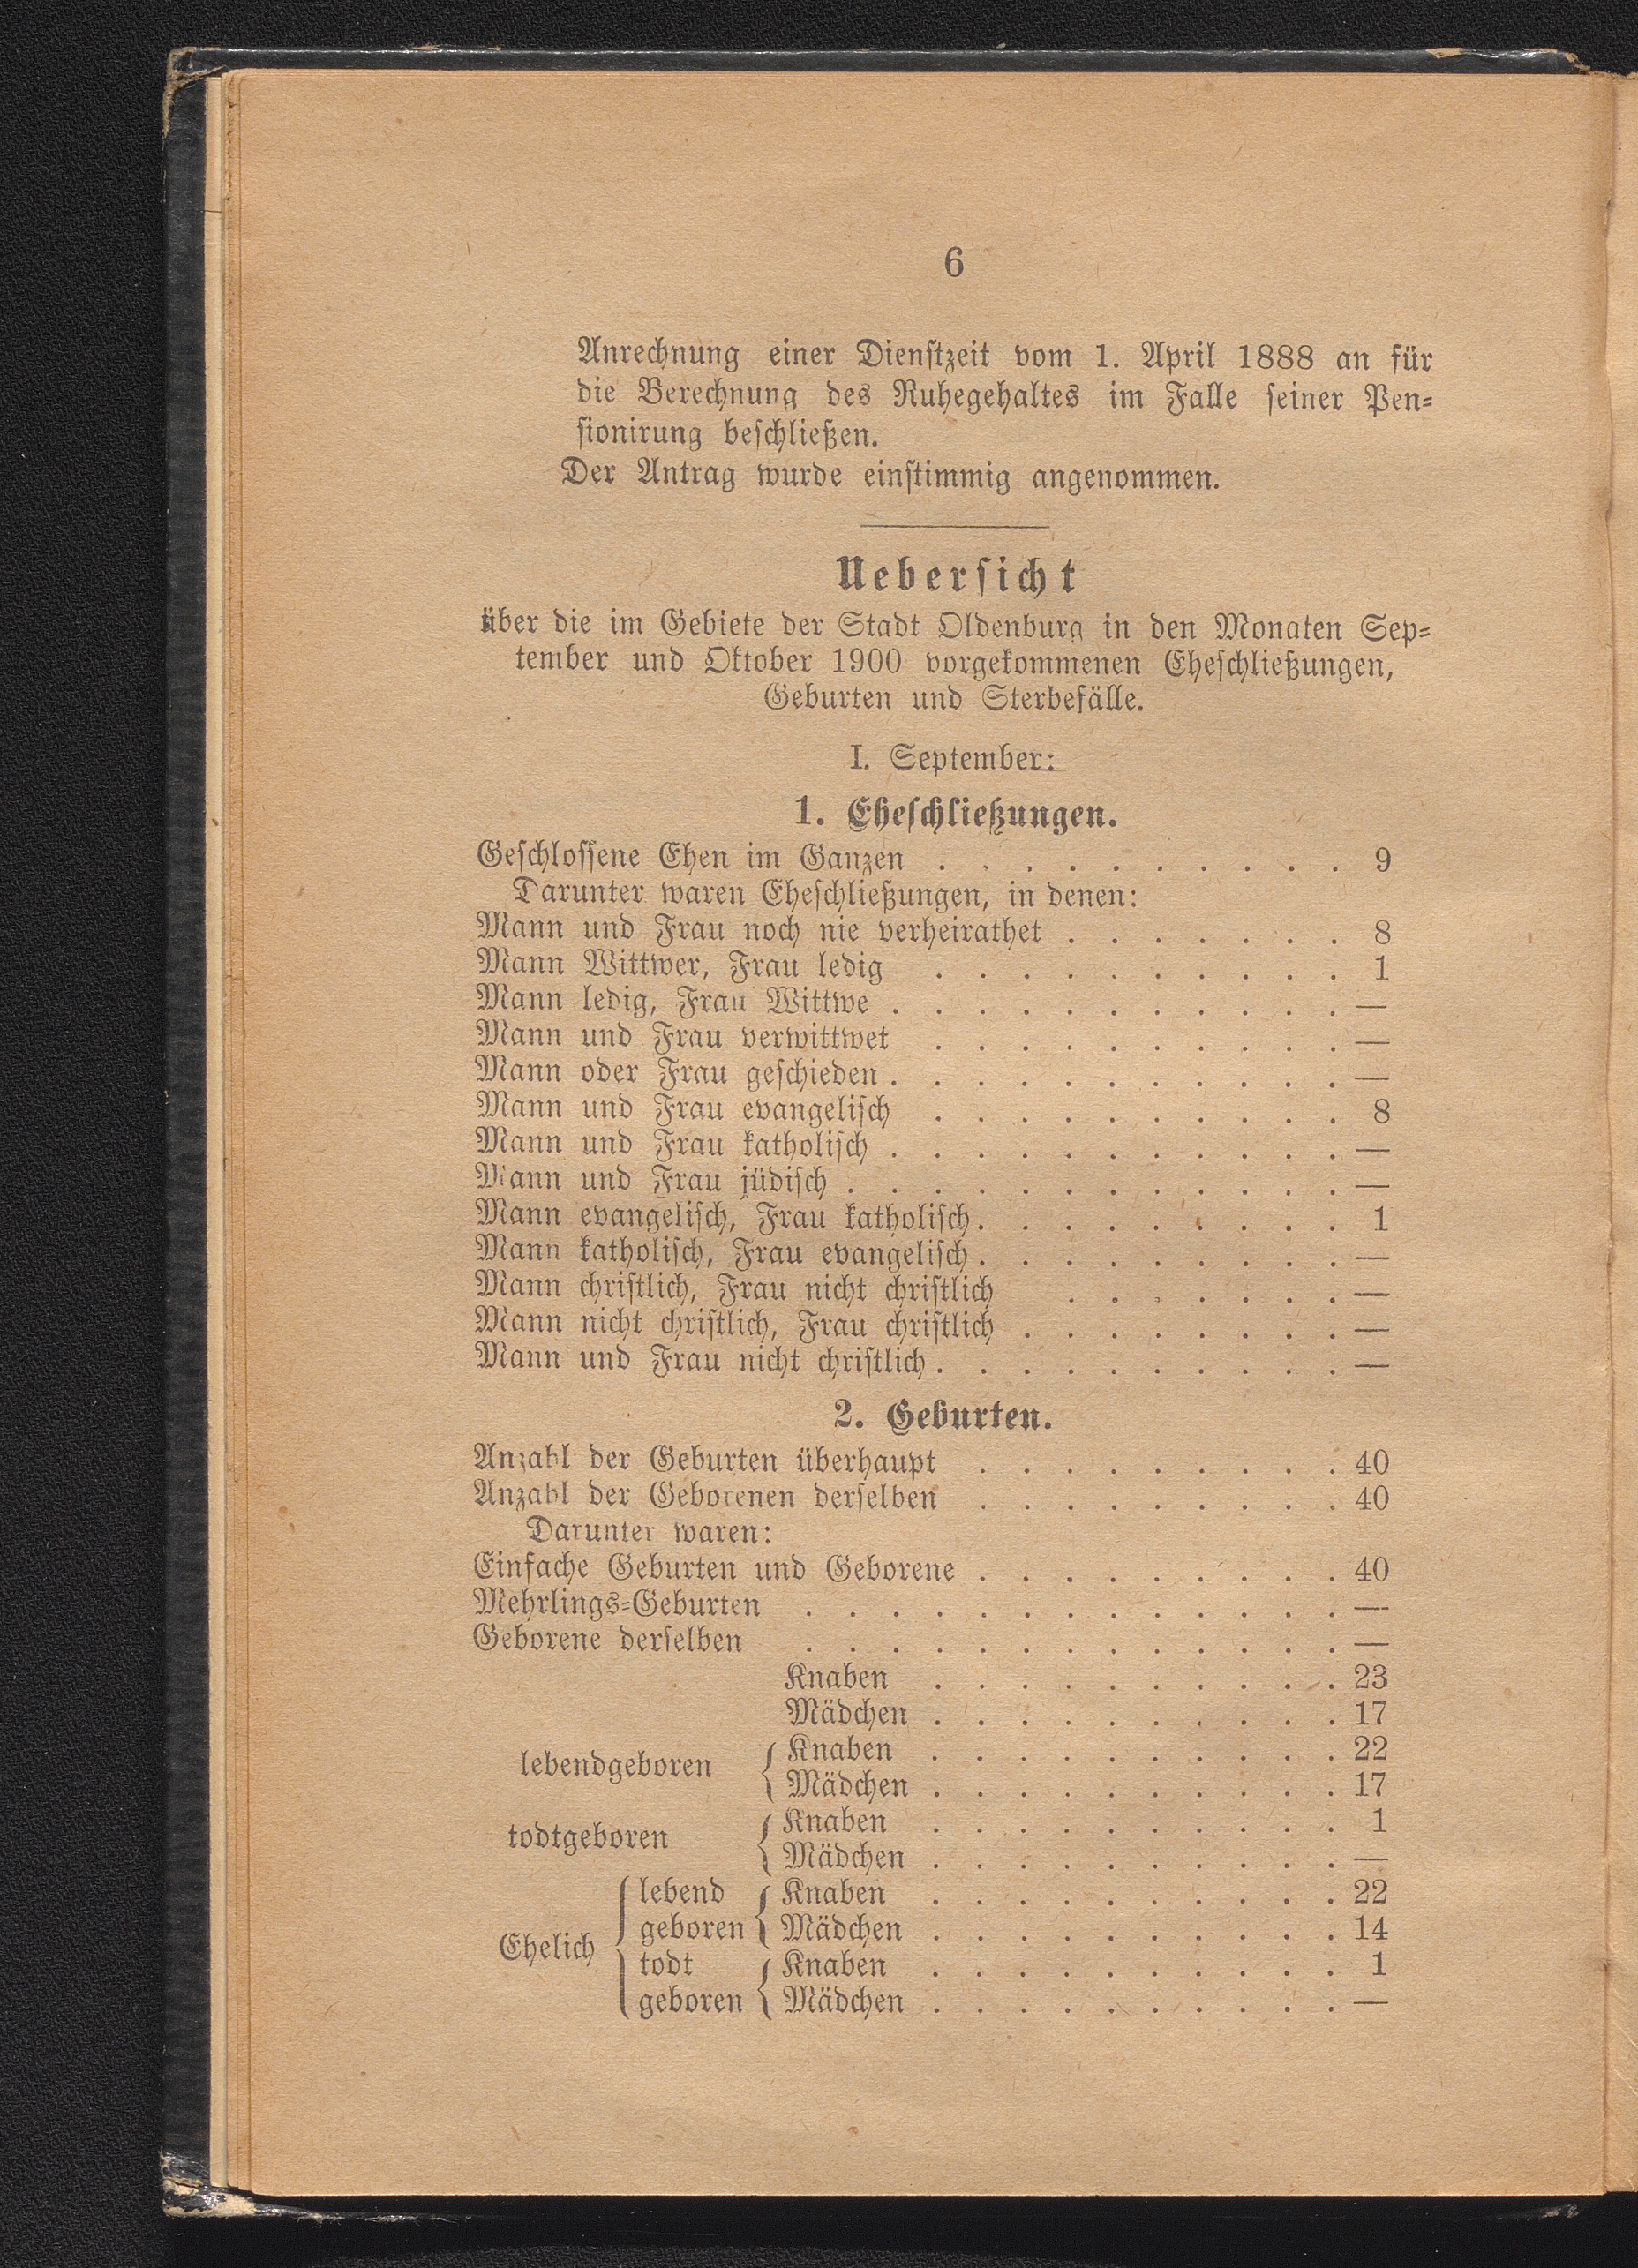 6
Anrechnung einer Dienstzeit vom 1. April 1888 an für
die Berechnung des Ruhegehaltes im Falle seiner Pen-
sionirung beschließen.
Der Antrag wurde einstimmig angenommen.
Uebersicht
über die im Gebiete der Stadt Oldenburg in den Monaten Sep-
tember und Oktober 1900 vorgekommenen Eheschließungen,
Geburten und Sterbefälle.
I. September:
1. Eheschließungen.
Geschlossene Ehen im Ganzen . . . . . . . . . . 9
Darunter waren Eheschließungen, in denen:
Mann und Frau noch nie verheirathet . . . . . . . 8
Mann Wittwer, Frau ledig . . . . . . . . . . 1
Mann ledig, Frau Wittwe . . . . . . . . . . . —
Mann und Frau verwittwet . . . . . . . . . . —
Mann oder Frau geschieden . . . . . . . . . . . —
Mann und Frau evangelisch . . . . . . . . . . 8
Mann und Frau katholisch . . . . . . . . . . . —
Mann und Frau jüdisch . . . . . . . . . . . . —
Mann evangelisch, Frau katholisch . . . . . . . . . 1
Mann katholisch, Frau evangelisch . . . . . . . . . —
Mann christlich, Frau nicht christlich . . . . . . . —
Mann nicht christlich, Frau christlich . . . . . . . . —
Mann und Frau nicht christlich . . . . . . . . . . —
2. Geburten.
Anzahl der Geburten überhaupt . . . . . . . . . 40
Anzahl der Geborenen derselben . . . . . . . . . 40
Darunter waren:
Einfache Geburten und Geborene . . . . . . . . . 40
Mehrlings-Geburten . . . . . . . . . . . . . —
Geborene derselben . . . . . . . . . . . . . —
Knaben . . . . . . . . . . 23
Mädchen . . . . . . . . . . 17
lebendgeboren { Knaben . . . . . . . . . . 22
Mädchen . . . . . . . . . . 17
todtgeboren { Knaben . . . . . . . . . . 1
Mädchen . . . . . . . . . . —
Ehelich { lebend { Knaben . . . . . . . . . . 22
geboren { Mädchen . . . . . . . . . . 14
todt { Knaben . . . . . . . . . . 1
geboren { Mädchen . . . . . . . . . . —